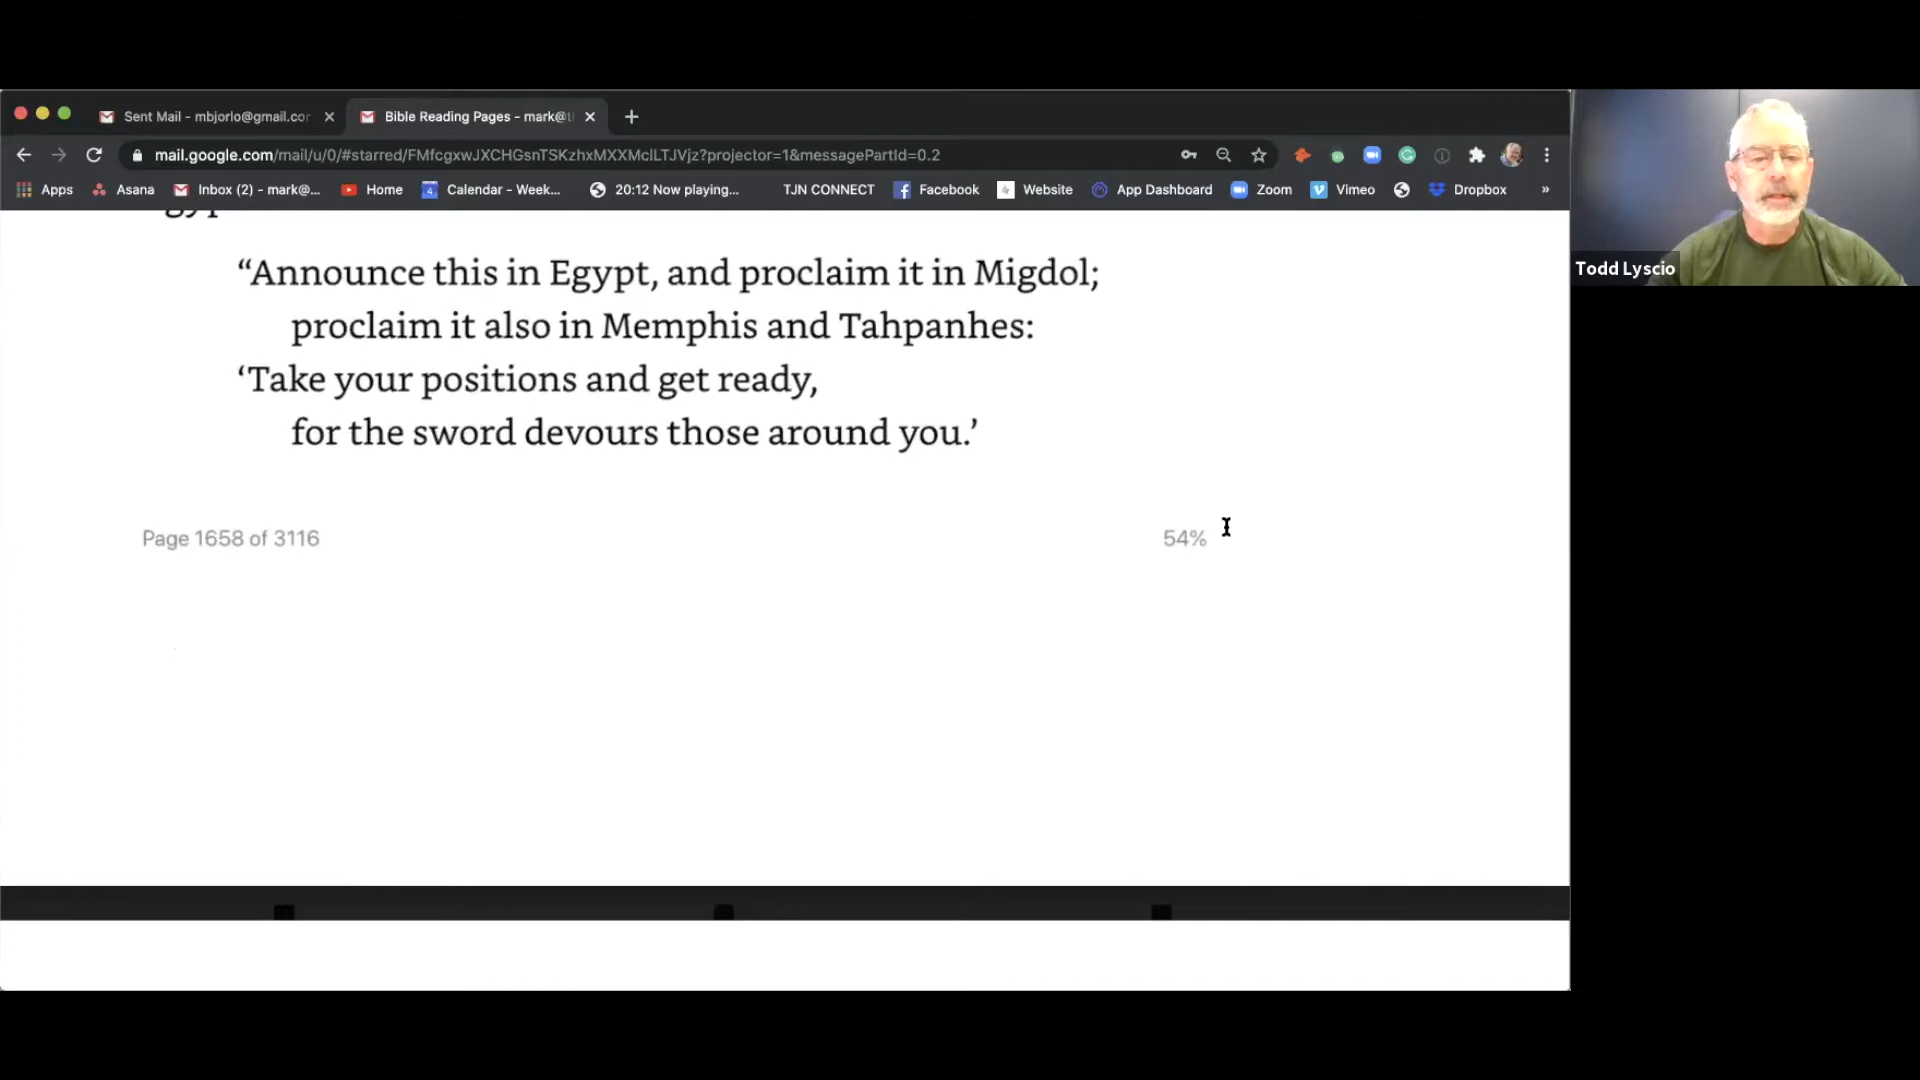 Sent Mail - mbjorlo@gmail.cor
Bible Reading Pages - mark@t
mail.google.com/mail/u/0/#starred/FMfcgxwJXCHGsnTSKzhxMXXMclLTJVjz?projector=1&messagePartId=0.2
Apps Asana Inbox (2) - mark@... Home 4 Calendar - Week... 20:12 Now playing... TJN CONNECT Facebook Website App Dashboard Zoom Vimeo Dropbox »
“Announce this in Egypt, and proclaim it in Migdol;
proclaim it also in Memphis and Tahpanhes:
‘Take your positions and get ready,
for the sword devours those around you.’
Page 1658 of 3116 54%
Todd Lyscio